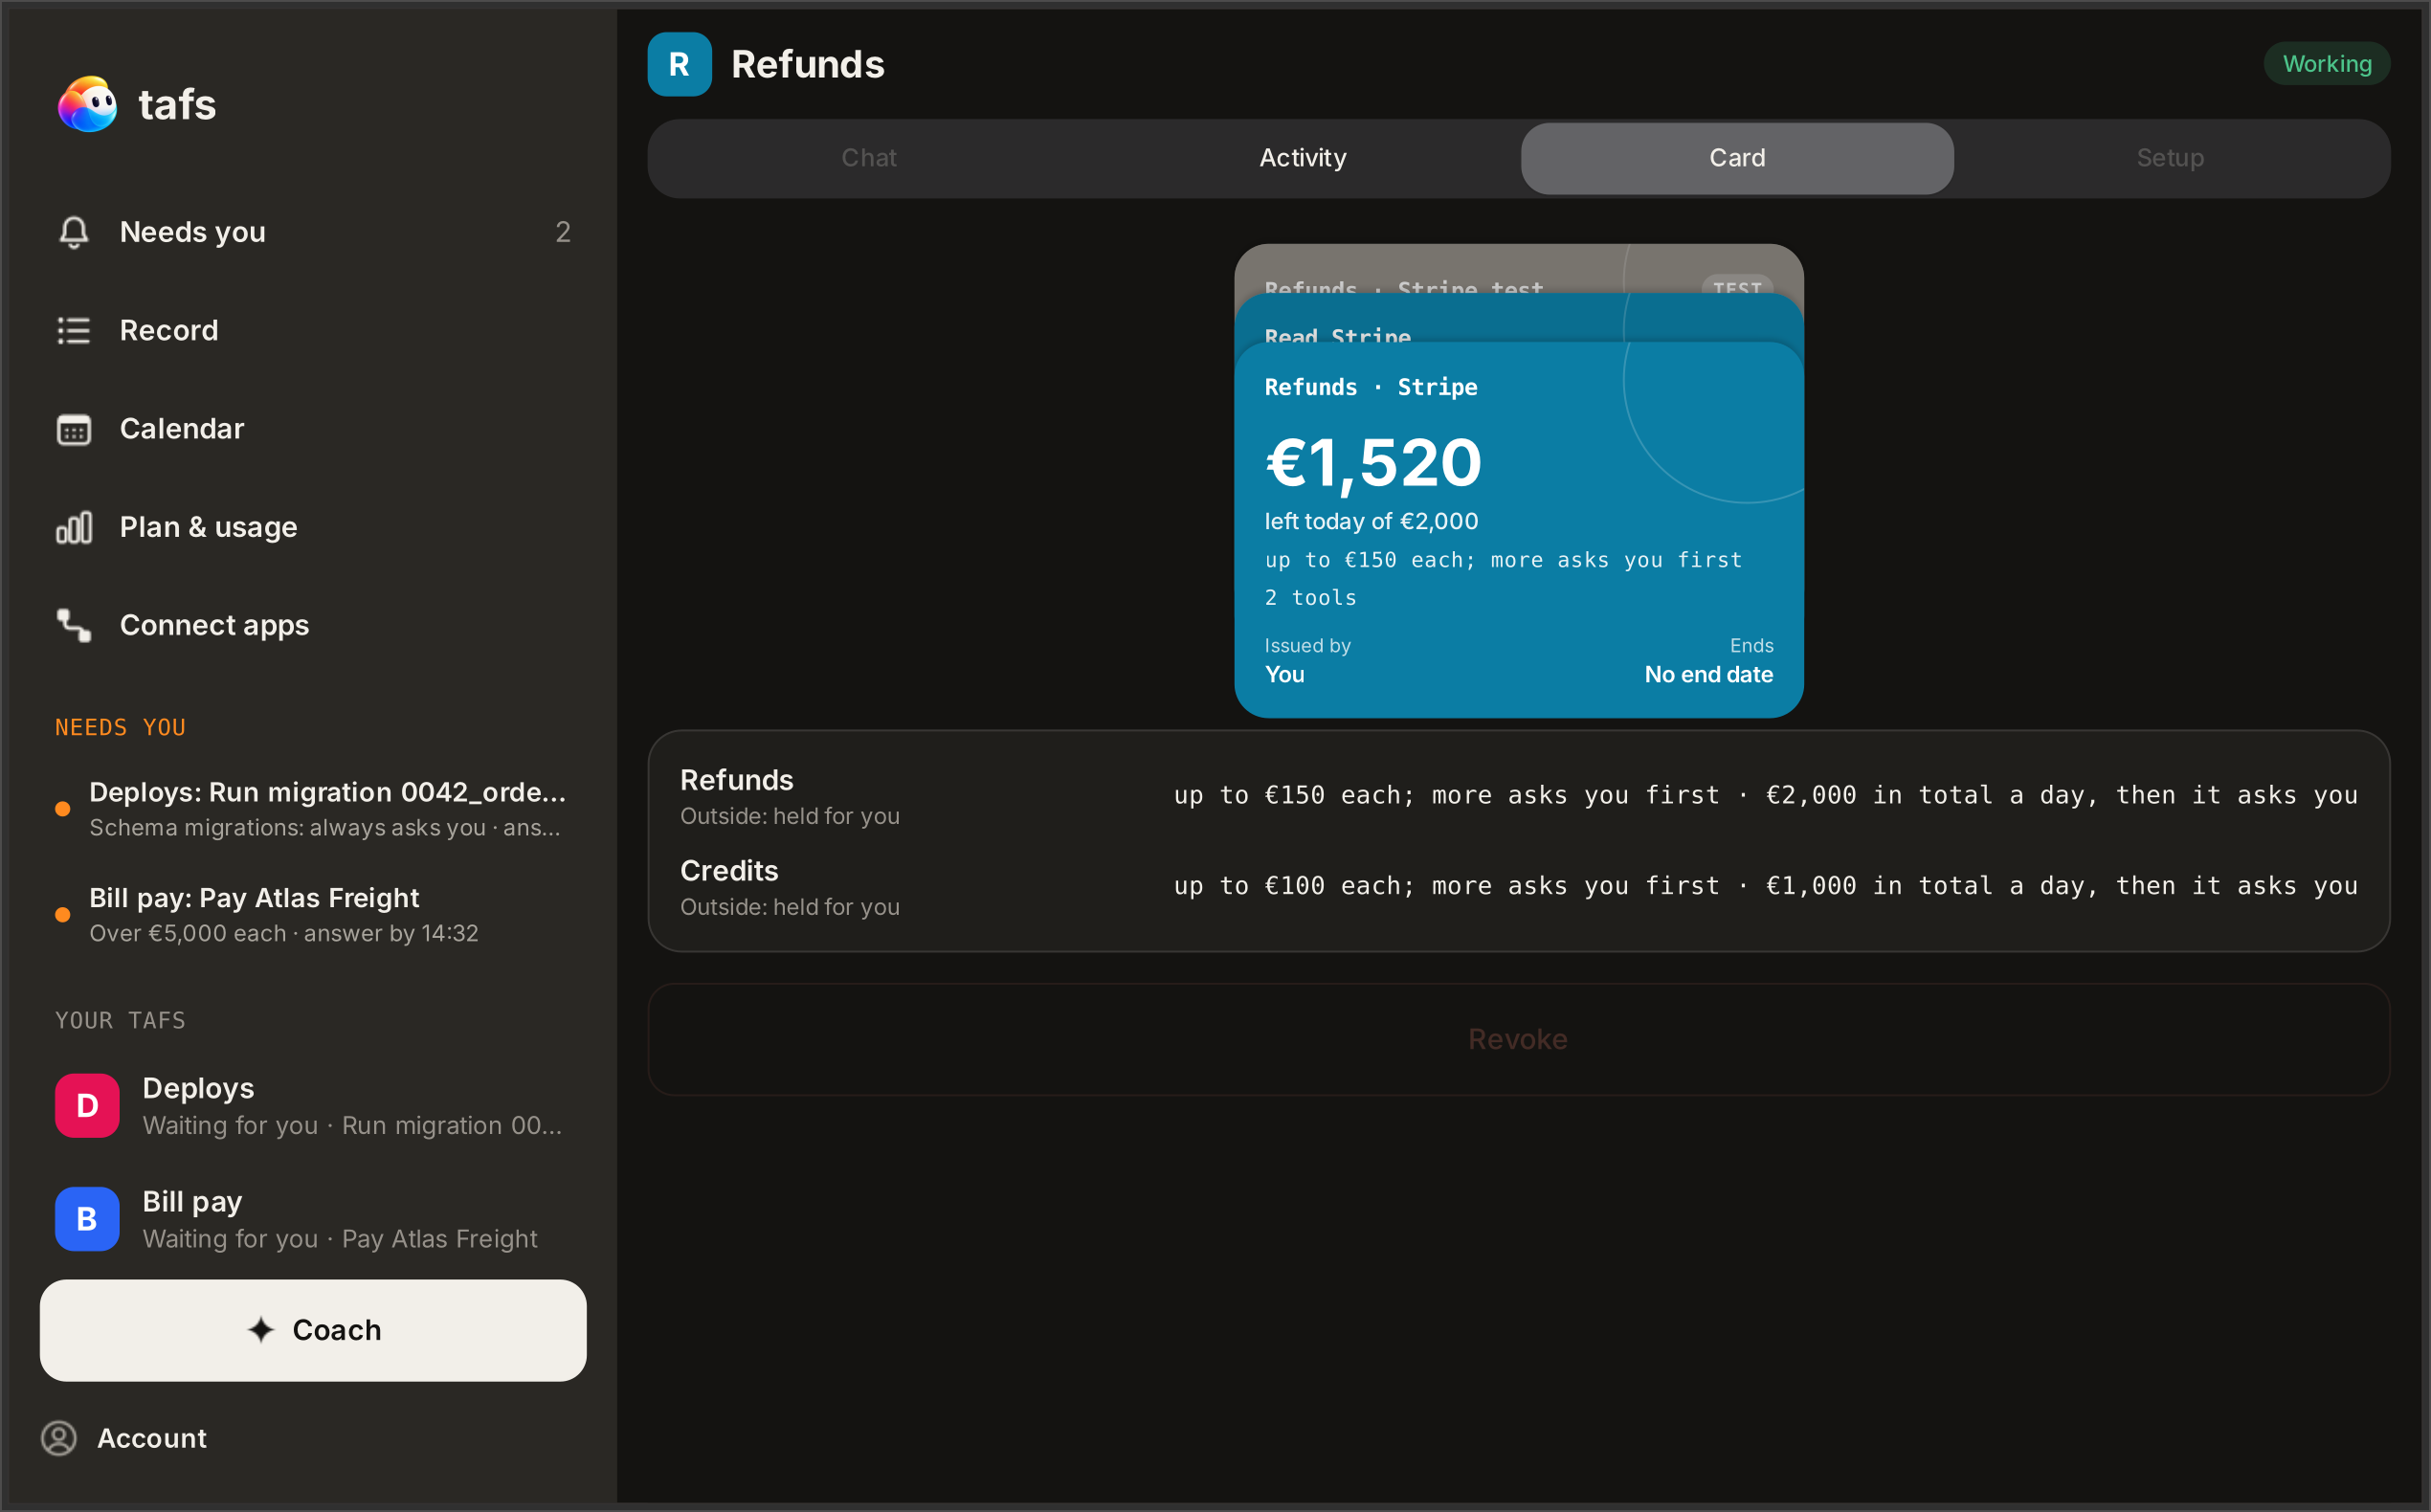 tafs
Needs you 2
Record
Calendar
Plan & usage
Connect apps
NEEDS YOU
Deploys: Run migration 0042_orde...
Schema migrations: always asks you · ans...
Bill pay: Pay Atlas Freight
Over €5,000 each · answer by 14:32
YOUR TAFS
D
Deploys
Waiting for you · Run migration 00...
B
Bill pay
Waiting for you · Pay Atlas Freight
Coach
Account
R Refunds
Working
Chat Activity Card Setup
Refunds · Stripe test TEST
Read Stripe
Refunds · Stripe
€1,520
left today of €2,000
up to €150 each; more asks you first
2 tools
Issued by Ends
You No end date
Refunds
Outside: held for you
up to €150 each; more asks you first · €2,000 in total a day, then it asks you
Credits
Outside: held for you
up to €100 each; more asks you first · €1,000 in total a day, then it asks you
Revoke